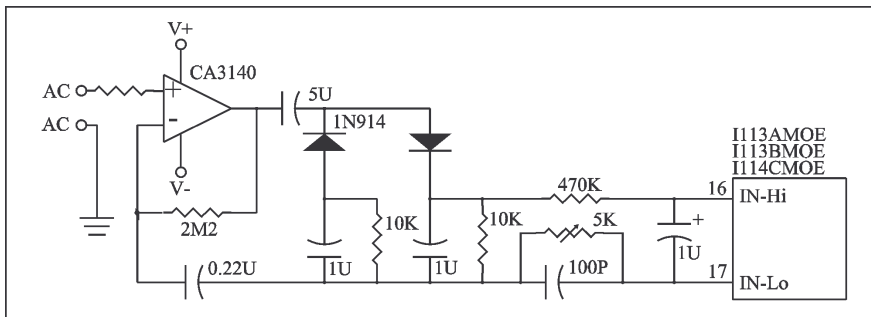 V+
CA3140
AC
+
-
AC
V-
2M2
0.22U
5U
1N914
10K
1U
10K
1U
470K
5K
100P
+
1U
I113AMOE
I113BMOE
I114CMOE
16
IN-Hi
17
IN-Lo